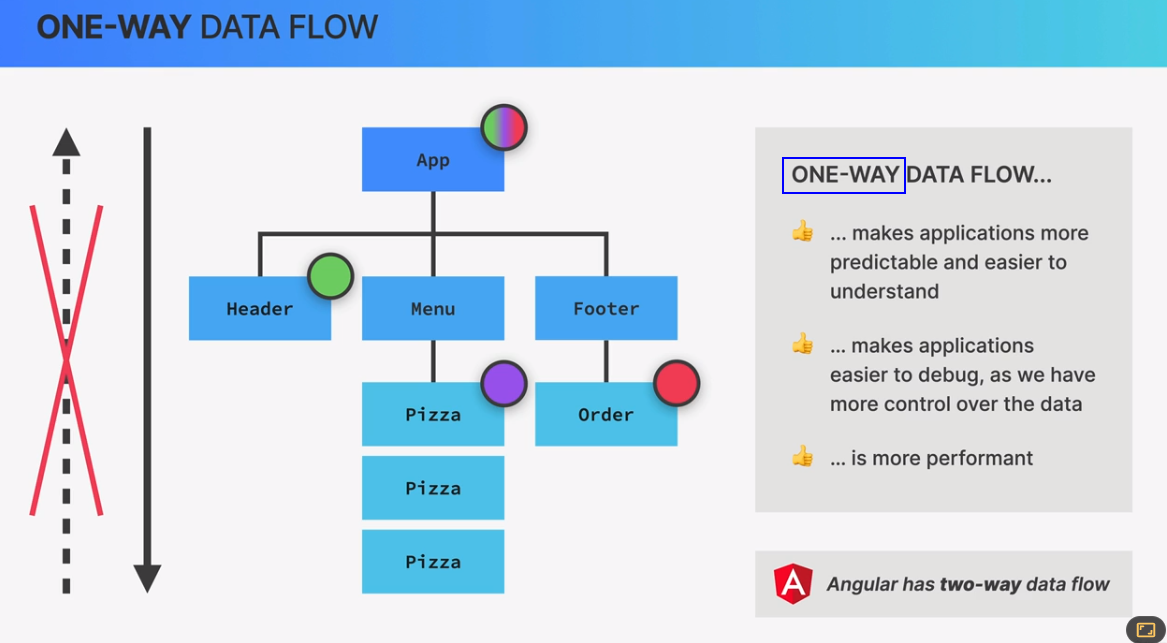 ONE-WAY DATA FLOW
App
Header
Menu
Footer
Pizza
Order
Pizza
Pizza
ONE-WAY DATA FLOW...
... makes applications more
predictable and easier to
understand
... makes applications
easier to debug, as we have
more control over the data
... is more performant
A
Angular has two-way data flow